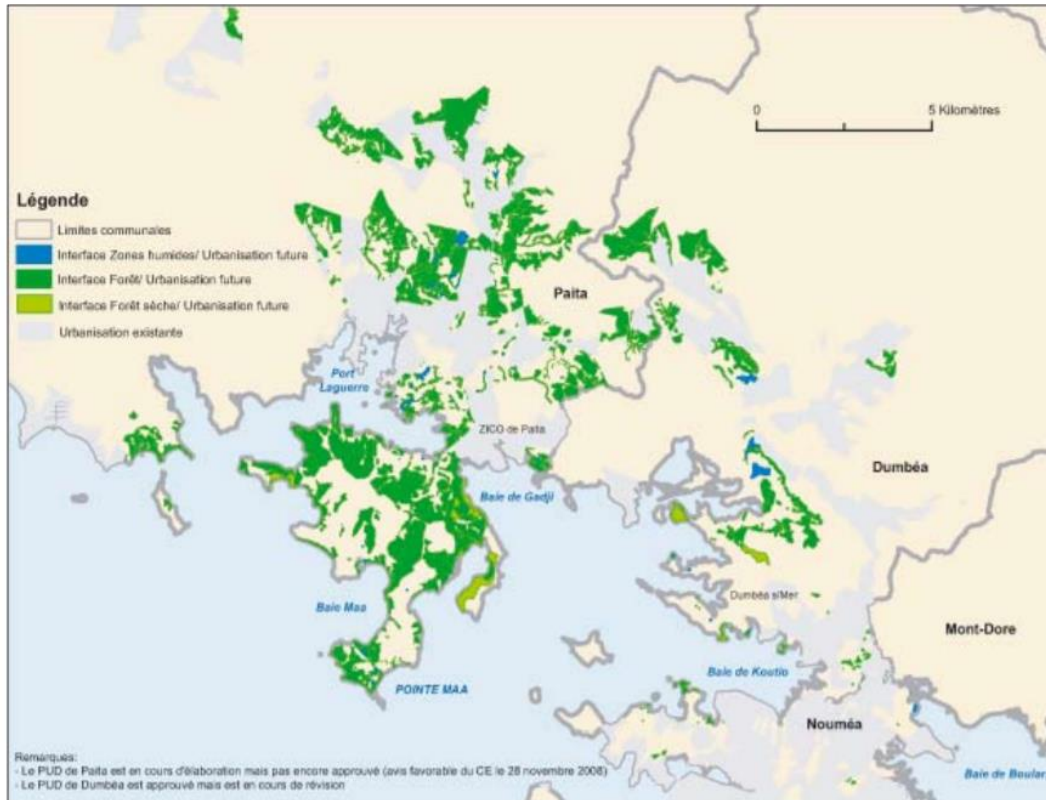 0 5 Kilomètres
Légende
Limites communales
Interface Zones humides/ Urbanisation future
Interface Forêt/ Urbanisation future
Interface Forêt sèche/ Urbanisation future
Urbanisation existante
Paita
Port
Laguerre
ZICO de Paita
Dumbéa
Baie de Gadji
Baie Maa
Dumbéa s/Mer
Mont-Dore
Baie de Koutio
POINTE MAA
Nouméa
Remarques:
- Le PUD de Paita est en cours d'élaboration mais pas encore approuvé (avis favorable du CE le 28 novembre 2008)
- Le PUD de Dumbéa est approuvé mais est en cours de révision
Baie de Boulari